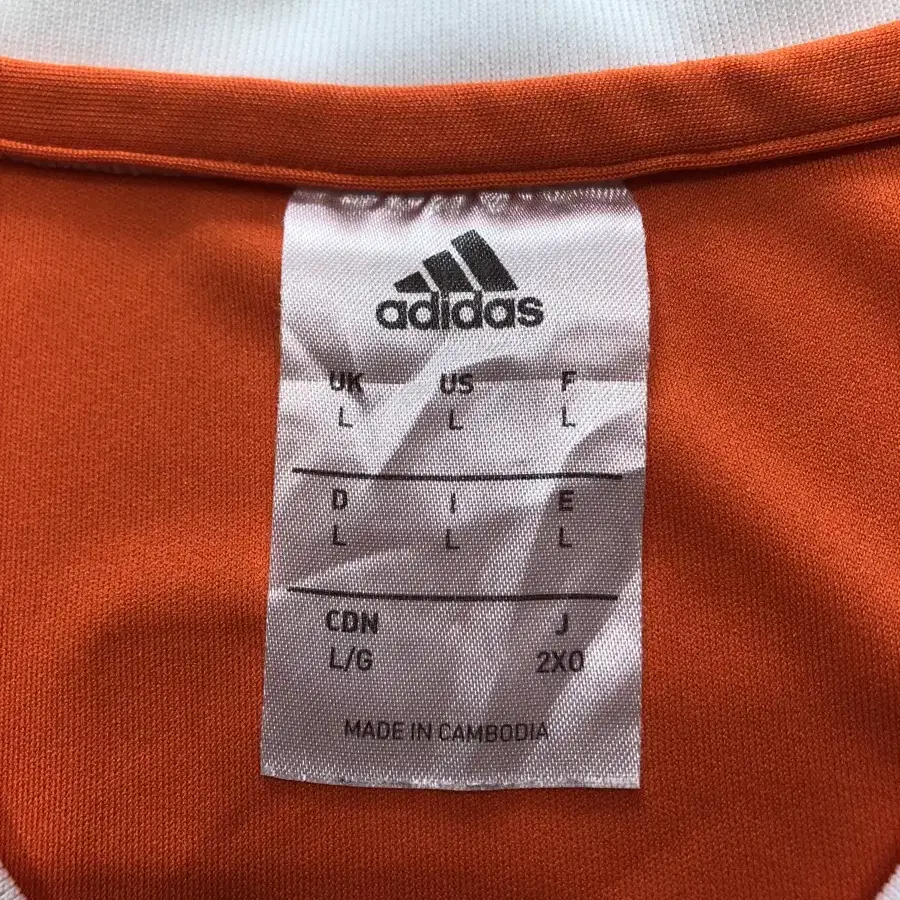 adidas
UK US F
L L L
D I E
L L L
CDN J
L/G 2XO
MADE IN CAMBODIA